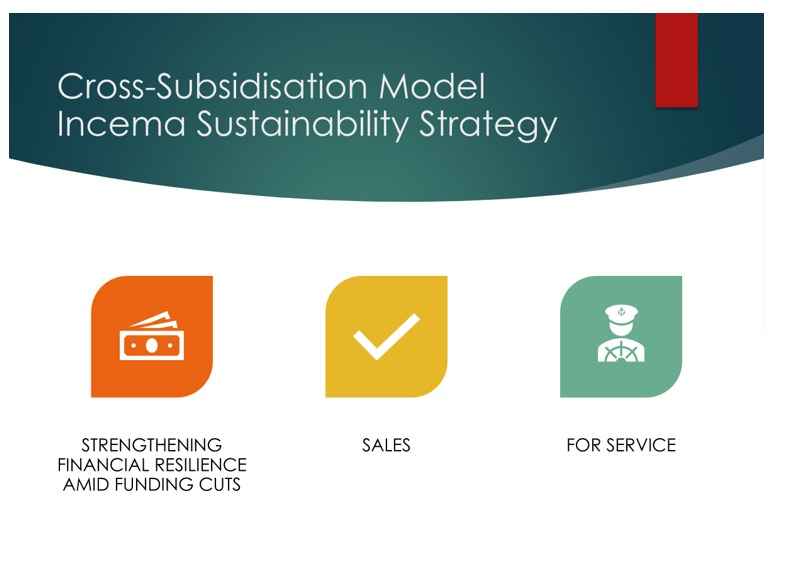 Cross-Subsidisation Model
Incema Sustainability Strategy
STRENGTHENING
FINANCIAL RESILIENCE
AMID FUNDING CUTS
SALES
FOR SERVICE